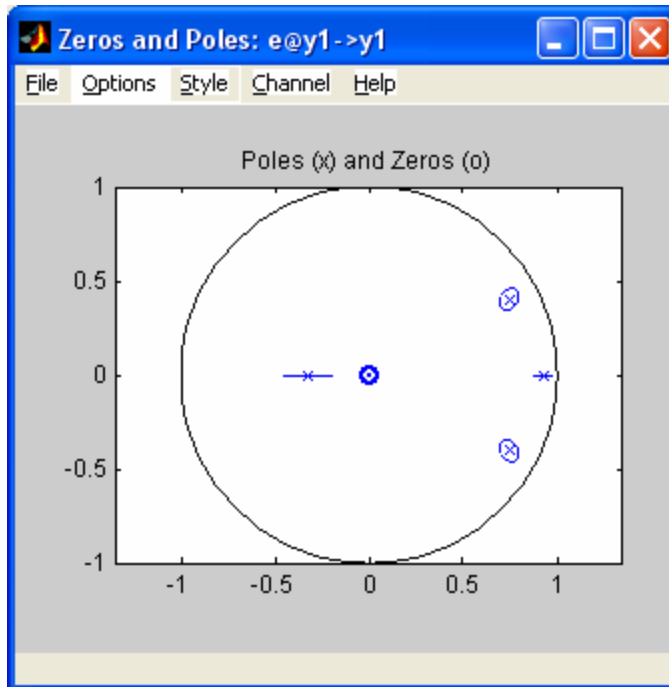 Zeros and Poles: e@y1->y1
File Options Style Channel Help
Poles (x) and Zeros (o)
1
0.5
0
-0.5
-1
-1 -0.5 0 0.5 1